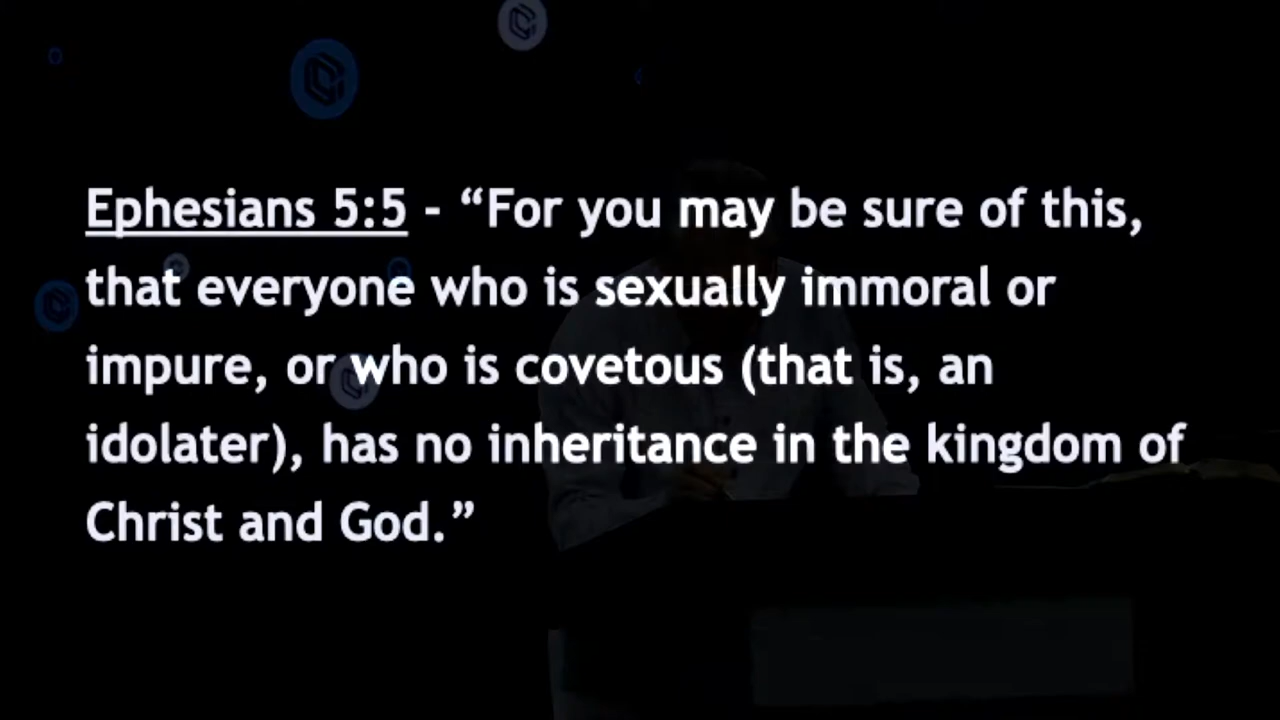 Ephesians 5:5 - “For you may be sure of this,
that everyone who is sexually immoral or
impure, or who is covetous (that is, an
idolater), has no inheritance in the kingdom of
Christ and God.”